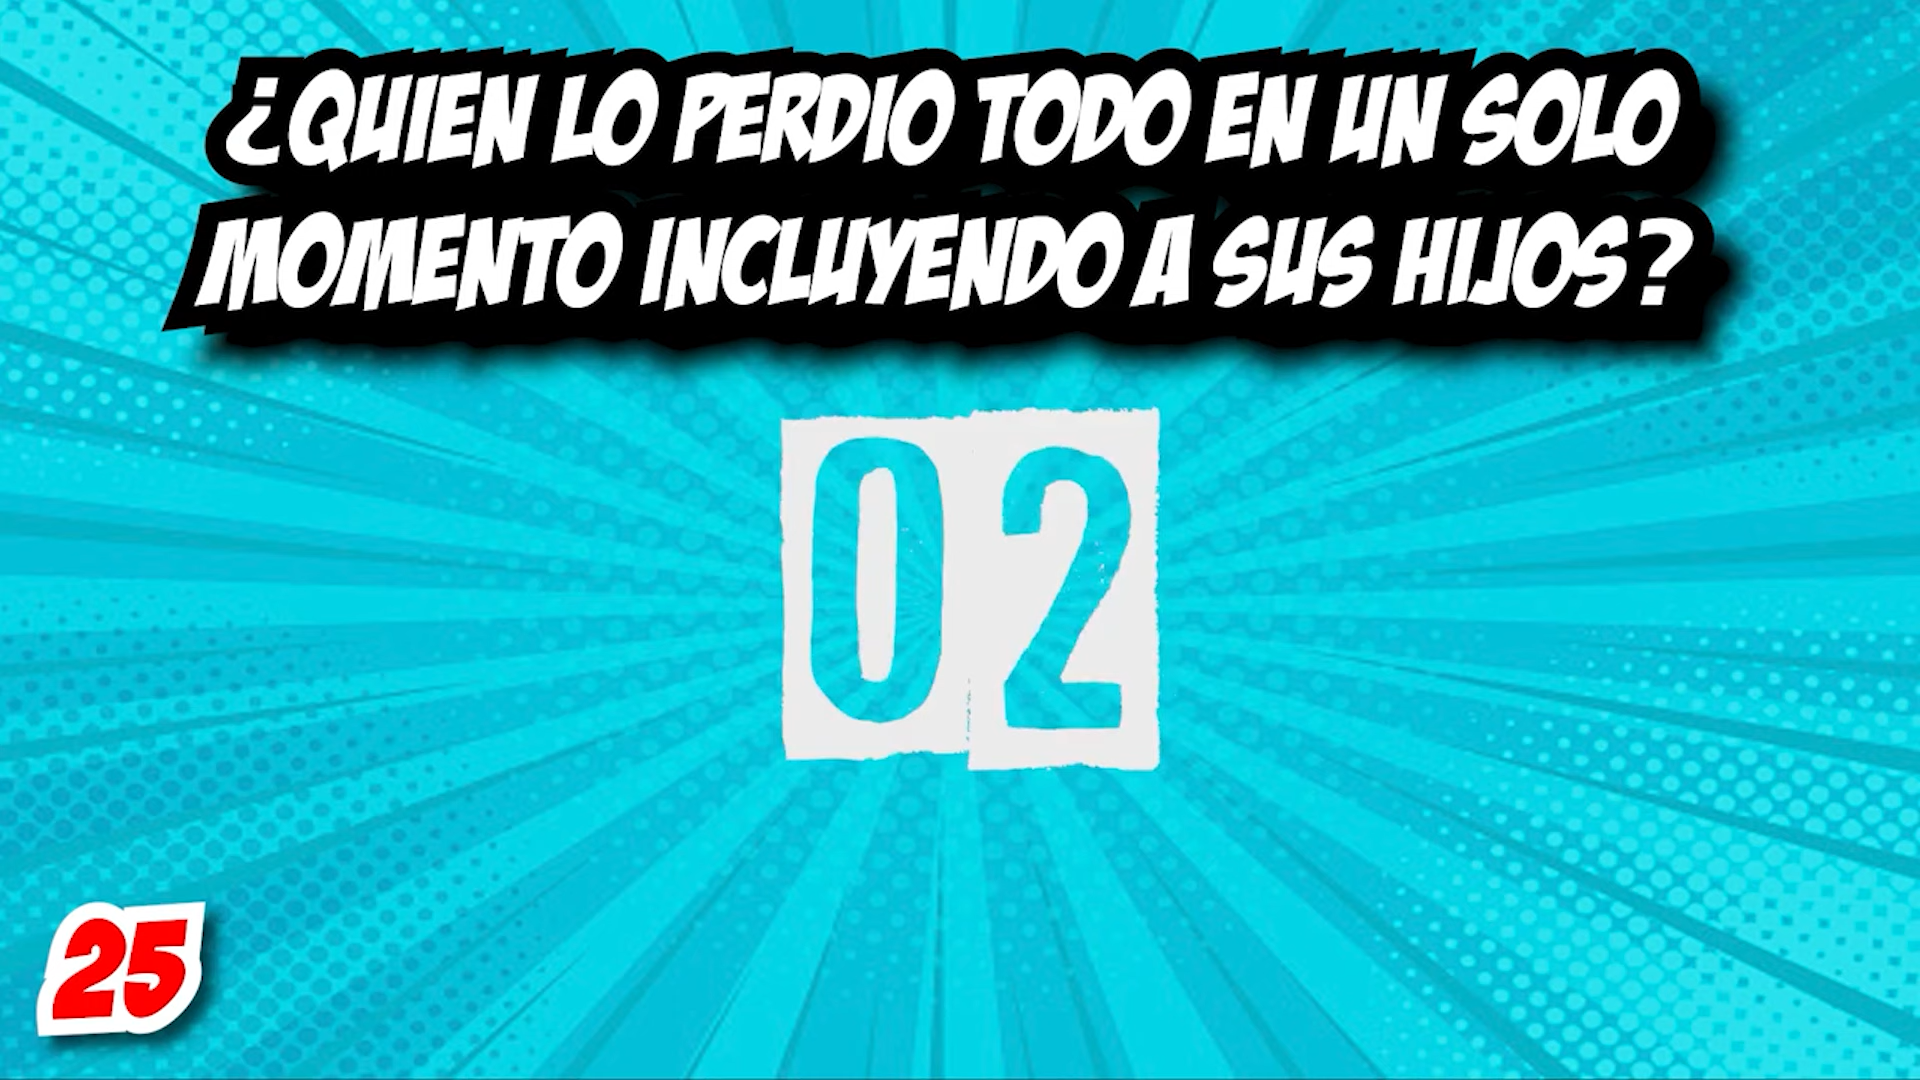 ¿QUIEN LO PERDIO TODO EN UN SOLO
MOMENTO INCLUYENDO A SUS HIJOS?
02
25